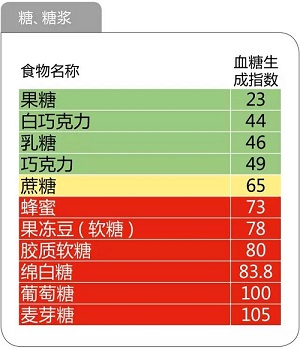 糖、糖浆
食物名称 血糖生成指数
果糖 23
白巧克力 44
乳糖 46
巧克力 49
蔗糖 65
蜂蜜 73
果冻豆(软糖) 78
胶质软糖 80
绵白糖 83.8
葡萄糖 100
麦芽糖 105